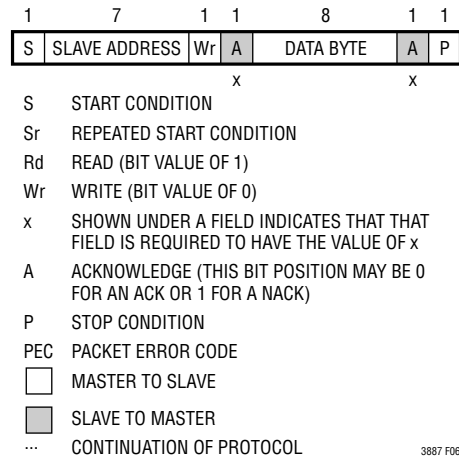 1 7 1 1 8 1 1
S SLAVE ADDRESS Wr A DATA BYTE A P
x x
S START CONDITION
Sr REPEATED START CONDITION
Rd READ (BIT VALUE OF 1)
Wr WRITE (BIT VALUE OF 0)
x SHOWN UNDER A FIELD INDICATES THAT THAT
FIELD IS REQUIRED TO HAVE THE VALUE OF x
A ACKNOWLEDGE (THIS BIT POSITION MAY BE 0
FOR AN ACK OR 1 FOR A NACK)
P STOP CONDITION
PEC PACKET ERROR CODE
MASTER TO SLAVE
SLAVE TO MASTER
... CONTINUATION OF PROTOCOL 3887 F06